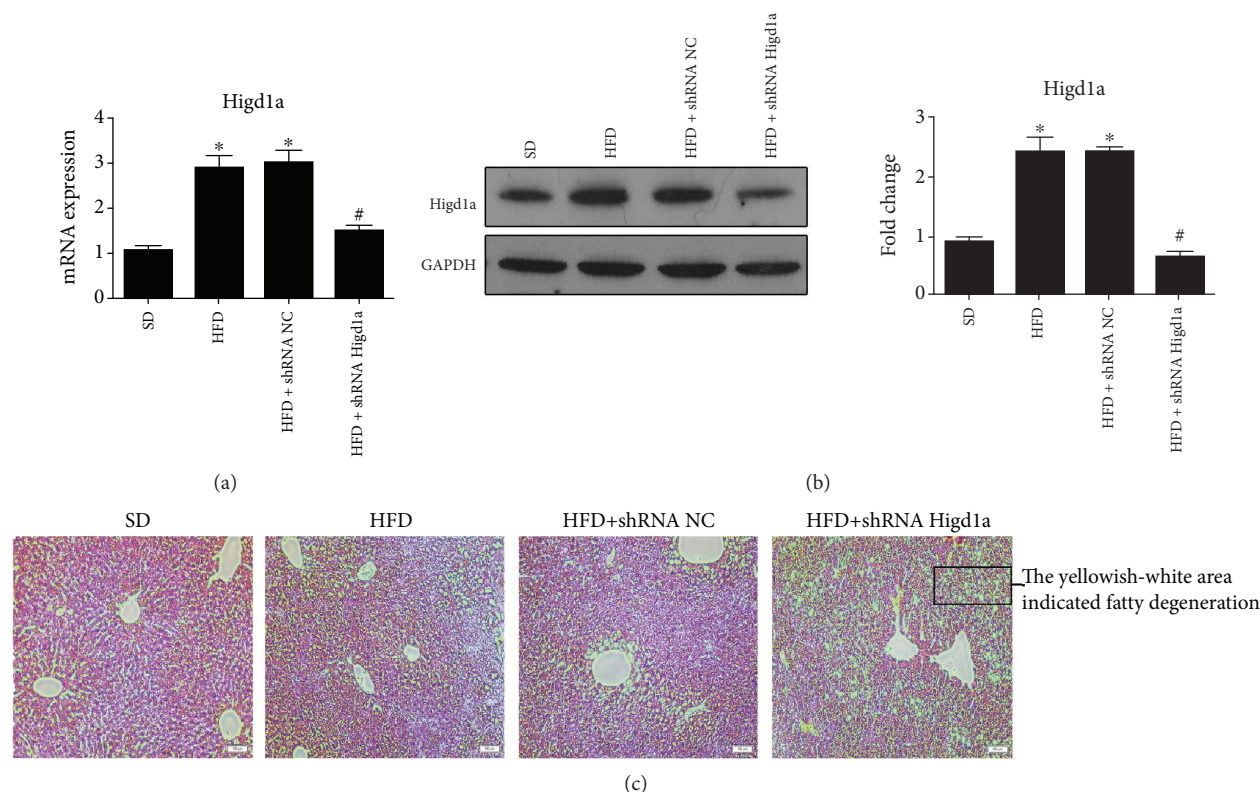 Higd1a
mRNA expression
4
3
2
1
0
*
*
#
SD
HFD
HFD + shRNA NC
HFD + shRNA Higd1a
(a)
SD
HFD
HFD + shRNA NC
HFD + shRNA Higd1a
Higd1a
GAPDH
Higd1a
Fold change
3
2
1
0
*
*
#
SD
HFD
HFD + shRNA NC
HFD + shRNA Higd1a
(b)
SD
HFD
HFD+shRNA NC
HFD+shRNA Higd1a
The yellowish-white area
indicated fatty degeneration
(c)